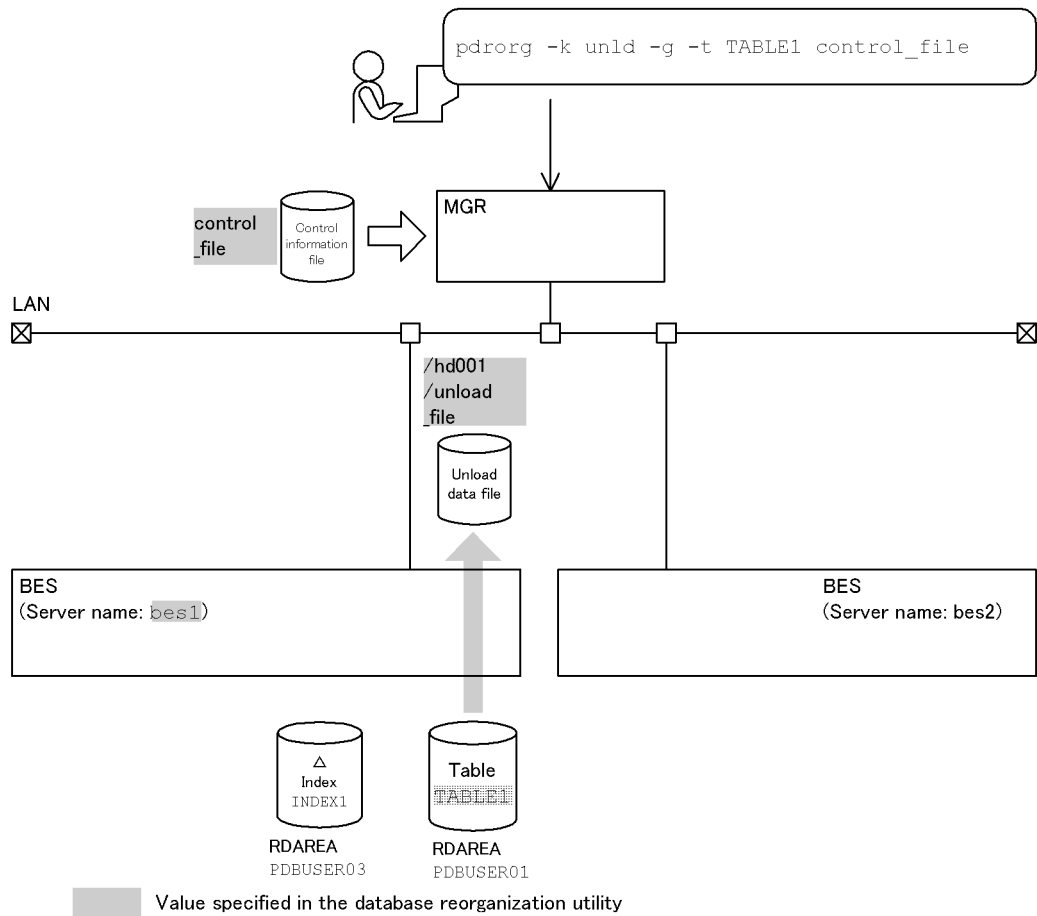 pdrorg -k unld -g -t TABLE1 control_file
MGR
control
_file
Control
information
file
LAN
/hd001
/unload
_file
Unload
data file
BES
(Server name: bes1)
BES
(Server name: bes2)
Index
INDEX1
Table
TABLE1
RDAREA
PDBUSER03
RDAREA
PDBUSER01
Value specified in the database reorganization utility